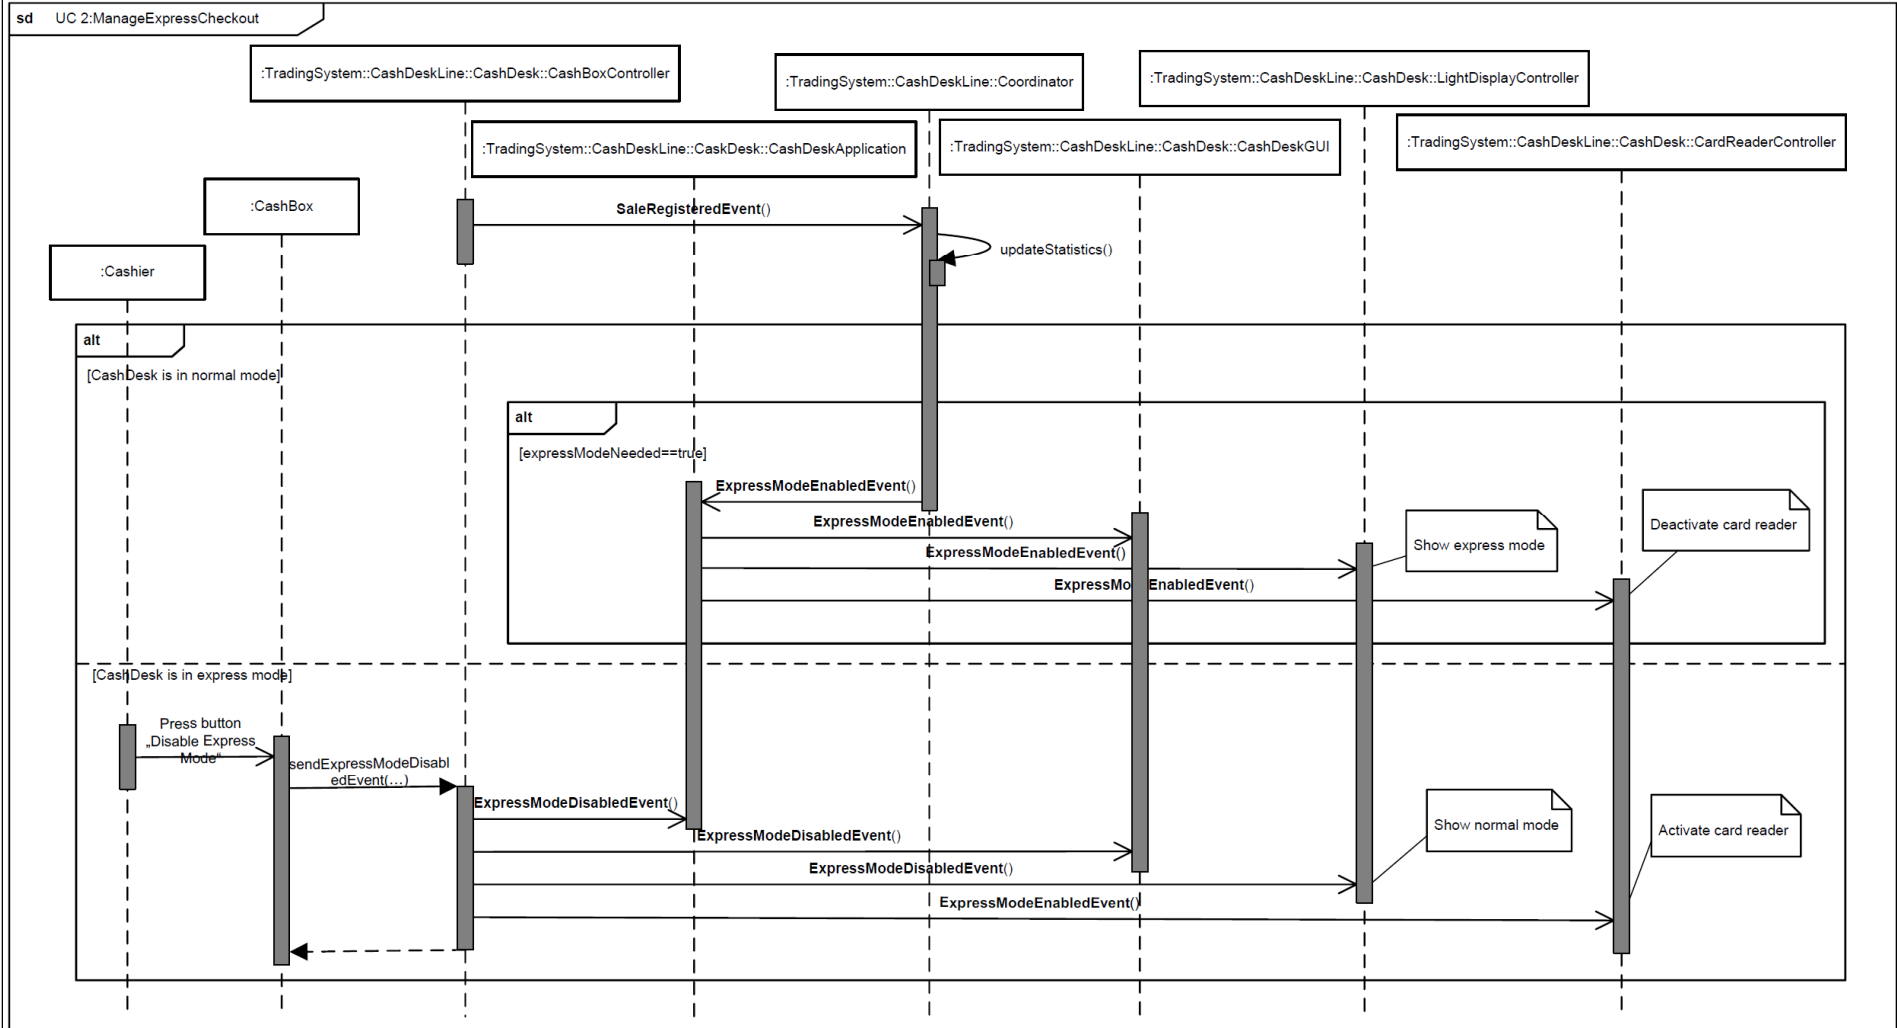 sd UC 2:ManageExpressCheckout
:TradingSystem::CashDeskLine::CashDesk::CashBoxController
:TradingSystem::CashDeskLine::Coordinator
:TradingSystem::CashDeskLine::CashDesk::LightDisplayController
:TradingSystem::CashDeskLine::CaskDesk::CashDeskApplication
:TradingSystem::CashDeskLine::CashDesk::CashDeskGUI
:TradingSystem::CashDeskLine::CashDesk::CardReaderController
:CashBox
:Cashier
SaleRegisteredEvent()
updateStatistics()
alt
[CashDesk is in normal mode]
alt
[expressModeNeeded==true]
ExpressModeEnabledEvent()
ExpressModeEnabledEvent()
ExpressModeEnabledEvent()
ExpressModeEnabledEvent()
Show express mode
Deactivate card reader
[CashDesk is in express mode]
Press button
„Disable Express
Mode“
sendExpressModeDisabl
edEvent(...)
ExpressModeDisabledEvent()
ExpressModeDisabledEvent()
ExpressModeDisabledEvent()
ExpressModeEnabledEvent()
Show normal mode
Activate card reader